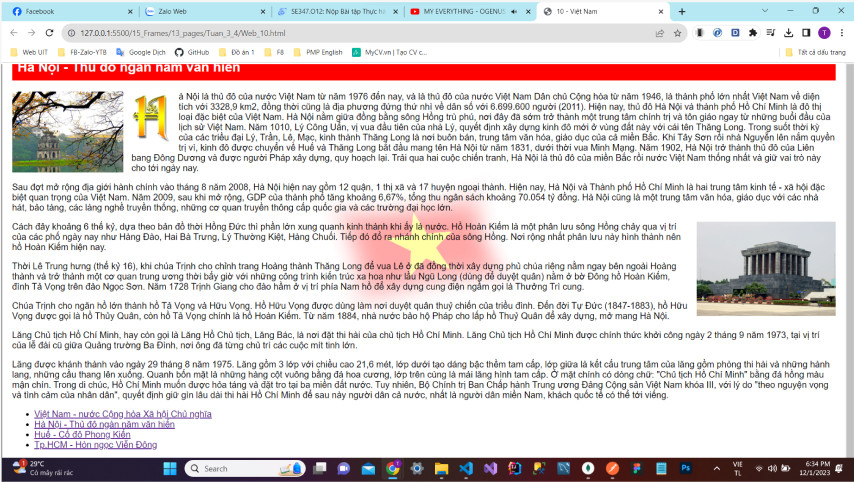 Facebook
Zalo Web
SE347.O12: Nộp Bài tập Thực hà
F8
MY EVERYTHING - OGENUS
10 - Việt Nam
127.0.0.1:5500/15_Frames/13_pages/Tuan_3_4/Web_10.html
Web UIT
F8-Zalo-YTB
Google Dịch
GitHub
Đồ án 1
F8
PMP English
MyCV.vn | Tạo CV c...
Tất cả dấu trang
Hà Nội - Thủ đô ngàn năm văn hiến
H
à Nội là thủ đô của nước Việt Nam từ năm 1976 đến nay, và là thủ đô của nước Việt Nam Dân chủ Cộng hòa từ năm 1946, là thành phố lớn nhất Việt Nam về diện
tích với 3328,9 km2, đồng thời cũng là địa phương đứng thứ nhì về dân số với 6.699.600 người (2011). Hiện nay, thủ đô Hà Nội và thành phố Hồ Chí Minh là đô thị
loại đặc biệt của Việt Nam. Hà Nội nằm giữa đồng bằng sông Hồng trù phú, nơi đây đã sớm trở thành một trung tâm chính trị và tôn giáo ngay từ những buổi đầu của
lịch sử Việt Nam. Năm 1010, Lý Công Uẩn, vị vua đầu tiên của nhà Lý, quyết định xây dựng kinh đô mới ở vùng đất này với cái tên Thăng Long. Trong suốt thời kỳ
của các triều đại Lý, Trần, Lê, Mạc, kinh thành Thăng Long là nơi buôn bán, trung tâm văn hóa, giáo dục của cả miền Bắc. Khi Tây Sơn rồi nhà Nguyễn lên nắm quyền
trị vì, kinh đô được chuyển về Huế và Thăng Long bắt đầu mang tên Hà Nội từ năm 1831, dưới thời vua Minh Mạng. Năm 1902, Hà Nội trở thành thủ đô của Liên
bang Đông Dương và được người Pháp xây dựng, quy hoạch lại. Trải qua hai cuộc chiến tranh, Hà Nội là thủ đô của miền Bắc rồi nước Việt Nam thống nhất và giữ vai trò này
cho tới ngày nay.
Sau đợt mở rộng địa giới hành chính vào tháng 8 năm 2008, Hà Nội hiện nay gồm 12 quận, 1 thị xã và 17 huyện ngoại thành. Hiện nay, Hà Nội và Thành phố Hồ Chí Minh là hai trung tâm kinh tế - xã hội đặc
biệt quan trọng của Việt Nam. Năm 2009, sau khi mở rộng, GDP của thành phố tăng khoảng 6,67%, tổng thu ngân sách khoảng 70.054 tỷ đồng. Hà Nội cũng là một trung tâm văn hóa, giáo dục với các nhà
hát, bảo tàng, các làng nghề truyền thống, những cơ quan truyền thông cấp quốc gia và các trường đại học lớn.
Cách đây khoảng 6 thế kỷ, dựa theo bản đồ thời Hồng Đức thì phần lớn xung quanh kinh thành khi ấy là nước. Hồ Hoàn Kiếm là một phân lưu sông Hồng chảy qua vị trí
của các phố ngày nay như Hàng Đào, Hai Bà Trưng, Lý Thường Kiệt, Hàng Chuối. Tiếp đó đổ ra nhánh chính của sông Hồng. Nơi rộng nhất phân lưu này hình thành nên
hồ Hoàn Kiếm hiện nay.
Thời Lê Trung hưng (thế kỷ 16), khi chúa Trịnh cho chỉnh trang Hoàng thành Thăng Long để vua Lê ở đã đồng thời xây dựng phủ chúa riêng nằm ngay bên ngoài Hoàng
thành và trở thành một cơ quan trung ương thời bấy giờ với những công trình kiến trúc xa hoa như lầu Ngũ Long (dùng để duyệt quân) nằm ở bờ Đông hồ Hoàn Kiếm,
đình Tả Vọng trên đảo Ngọc Sơn. Năm 1728 Trịnh Giang cho đào hầm ở vị trí phía Nam hồ để xây dựng cung điện ngầm gọi là Thưởng Trì cung.
Chúa Trịnh cho ngăn hồ lớn thành hồ Tả Vọng và Hữu Vọng. Hồ Hữu Vọng được dùng làm nơi duyệt quân thuỷ chiến của triều đình. Đến đời Tự Đức (1847-1883), hồ Hữu
Vọng được gọi là hồ Thủy Quân, còn hồ Tả Vọng chính là hồ Hoàn Kiếm. Từ năm 1884, nhà nước bảo hộ Pháp cho lấp hồ Thuỷ Quân để xây dựng, mở mang Hà Nội.
Lăng Chủ tịch Hồ Chí Minh, hay còn gọi là Lăng Hồ Chủ tịch, Lăng Bác, là nơi đặt thi hài của chủ tịch Hồ Chí Minh. Lăng Chủ tịch Hồ Chí Minh được chính thức khởi công ngày 2 tháng 9 năm 1973, tại vị trí
của lễ đài cũ giữa Quảng trường Ba Đình, nơi ông đã từng chủ trì các cuộc mít tinh lớn.
Lăng được khánh thành vào ngày 29 tháng 8 năm 1975. Lăng gồm 3 lớp với chiều cao 21,6 mét, lớp dưới tạo dáng bậc thềm tam cấp, lớp giữa là kết cấu trung tâm của lăng gồm phòng thi hài và những hành
lang, những cầu thang lên xuống. Quanh bốn mặt là những hàng cột vuông bằng đá hoa cương, lớp trên cùng là mái lăng hình tam cấp. Ở mặt chính có dòng chữ: "Chủ tịch Hồ Chí Minh" bằng đá hồng màu
mận chín. Trong di chúc, Hồ Chí Minh muốn được hỏa táng và đặt tro tại ba miền đất nước. Tuy nhiên, Bộ Chính trị Ban Chấp hành Trung ương Đảng Cộng sản Việt Nam khóa III, với lý do "theo nguyện vọng
và tình cảm của nhân dân", quyết định giữ gìn lâu dài thi hài Hồ Chí Minh để sau này người dân cả nước, nhất là người dân miền Nam, khách quốc tế có thể tới viếng.
Việt Nam - nước Cộng hòa Xã hội Chủ nghĩa
Hà Nội - Thủ đô ngàn năm văn hiến
Huế - Cố đô Phong Kiến
Tp.HCM - Hòn ngọc Viễn Đông
29°C
Có mây rải rác
Search
VIE
TL
6:34 PM
12/1/2023